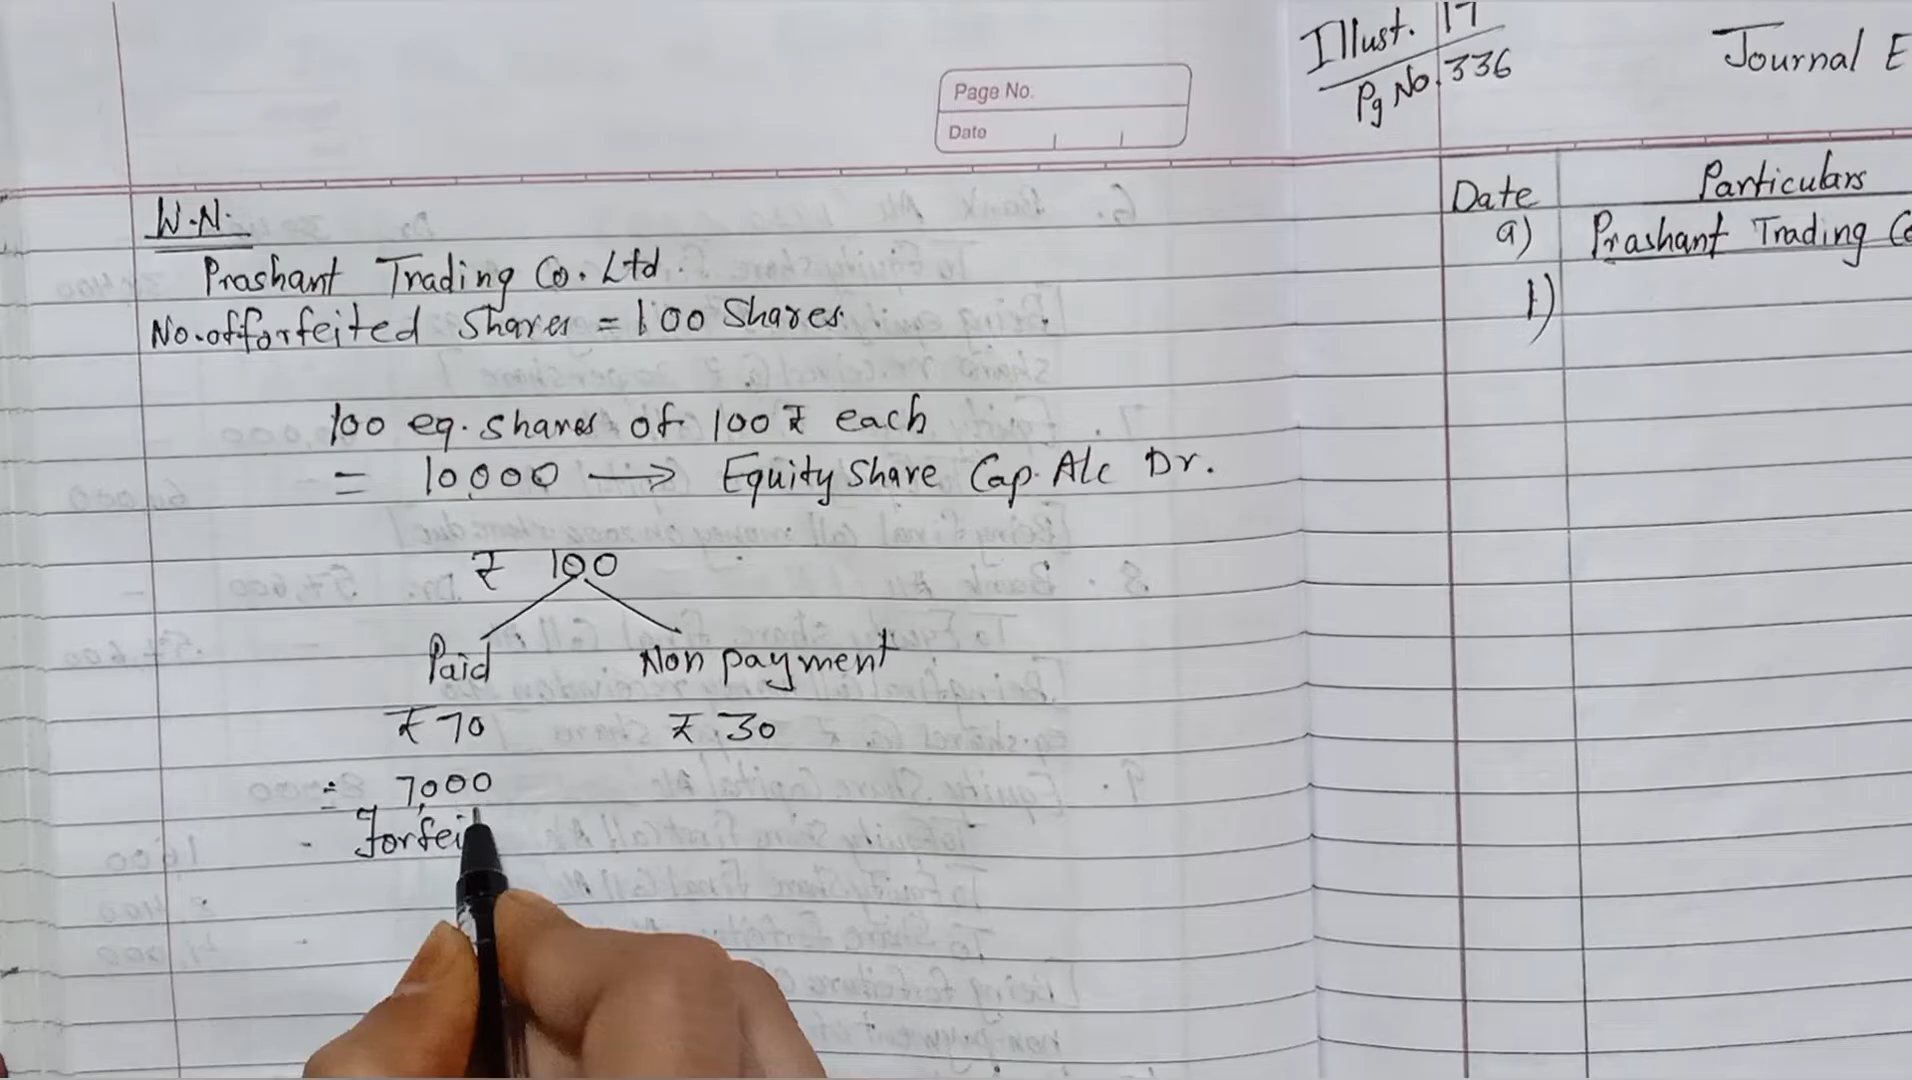 Page No.
Date
W.N.
Prashant Trading Co. Ltd.
No.of forfeited Shares = 100 Shares.
100 eq. shares of 100 ₹ each
= 10,000 → Equity Share Cap. A/c Dr.
₹ 100
Paid Non payment
₹ 70 ₹ 30
= 7,000
Forfei
Illust. 17
Pg No. 336
Journal E
Date Particulars
a) Prashant Trading Co
1)